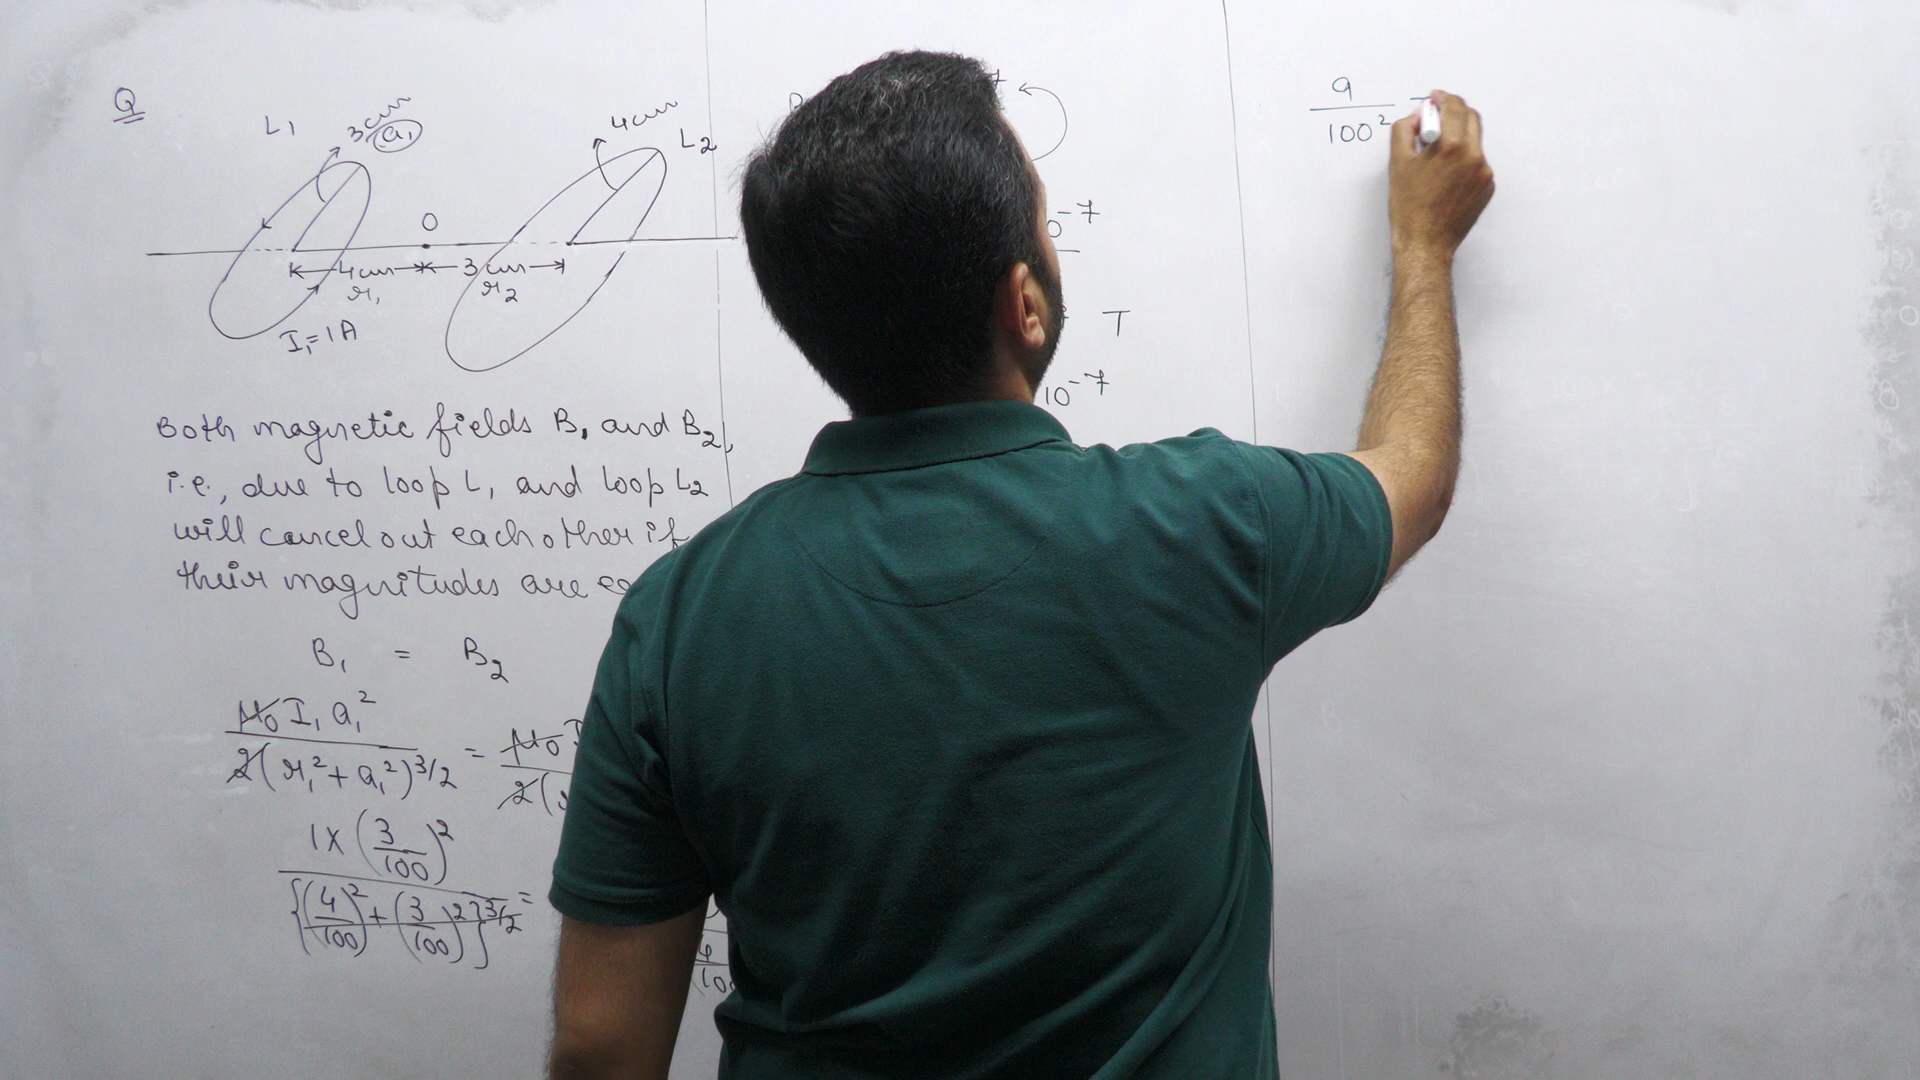 Q
L₁
3cm
a₁
4cm
L₂
O
4cm
3cm
r₁
r₂
I₁=1A
Both magnetic fields B₁ and B₂,
i.e., due to loop L₁ and loop L₂
will cancel out each other if
their magnitudes are
B₁ = B₂
μ₀ I₁ a₁² / 2(r₁² + a₁²)^3/2 = μ₀ / 2(
1 × (3/100)² / {(4/100)² + (3/100)²}^3/2 =
0⁻⁷
T
10⁻⁷
9 / 100²